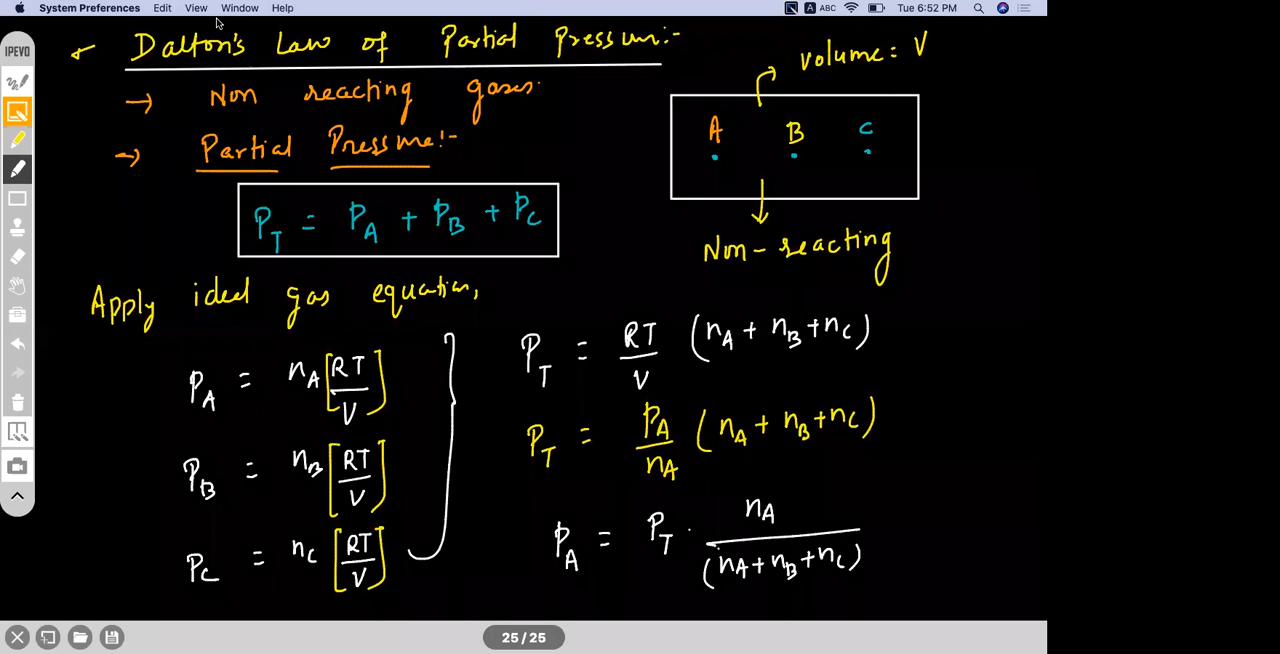 System Preferences Edit View Window Help
A ABC Tue 6:52 PM
IPEVO
Dalton's Law of Partial Pressure:-
→ Non reacting gases.
→ Partial Pressure:-
P_T = P_A + P_B + P_C
volume = V
A B C
Non-reacting
Apply ideal gas equation,
P_A = n_A [RT/V]
P_B = n_B [RT/V]
P_C = n_C [RT/V]
P_T = RT/V (n_A + n_B + n_C)
P_T = P_A/n_A (n_A + n_B + n_C)
P_A = P_T . n_A/(n_A + n_B + n_C)
25 / 25